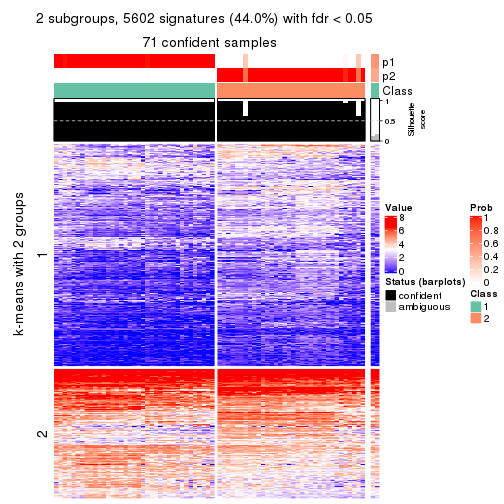 2 subgroups, 5602 signatures (44.0%) with fdr < 0.05
71 confident samples
p1
p2
Class
1
0.5
0
Silhouette
score
k-means with 2 groups
1
2
Value
8
6
4
2
0
Status (barplots)
confident
ambiguous
Prob
1
0.8
0.6
0.4
0.2
0
Class
1
2